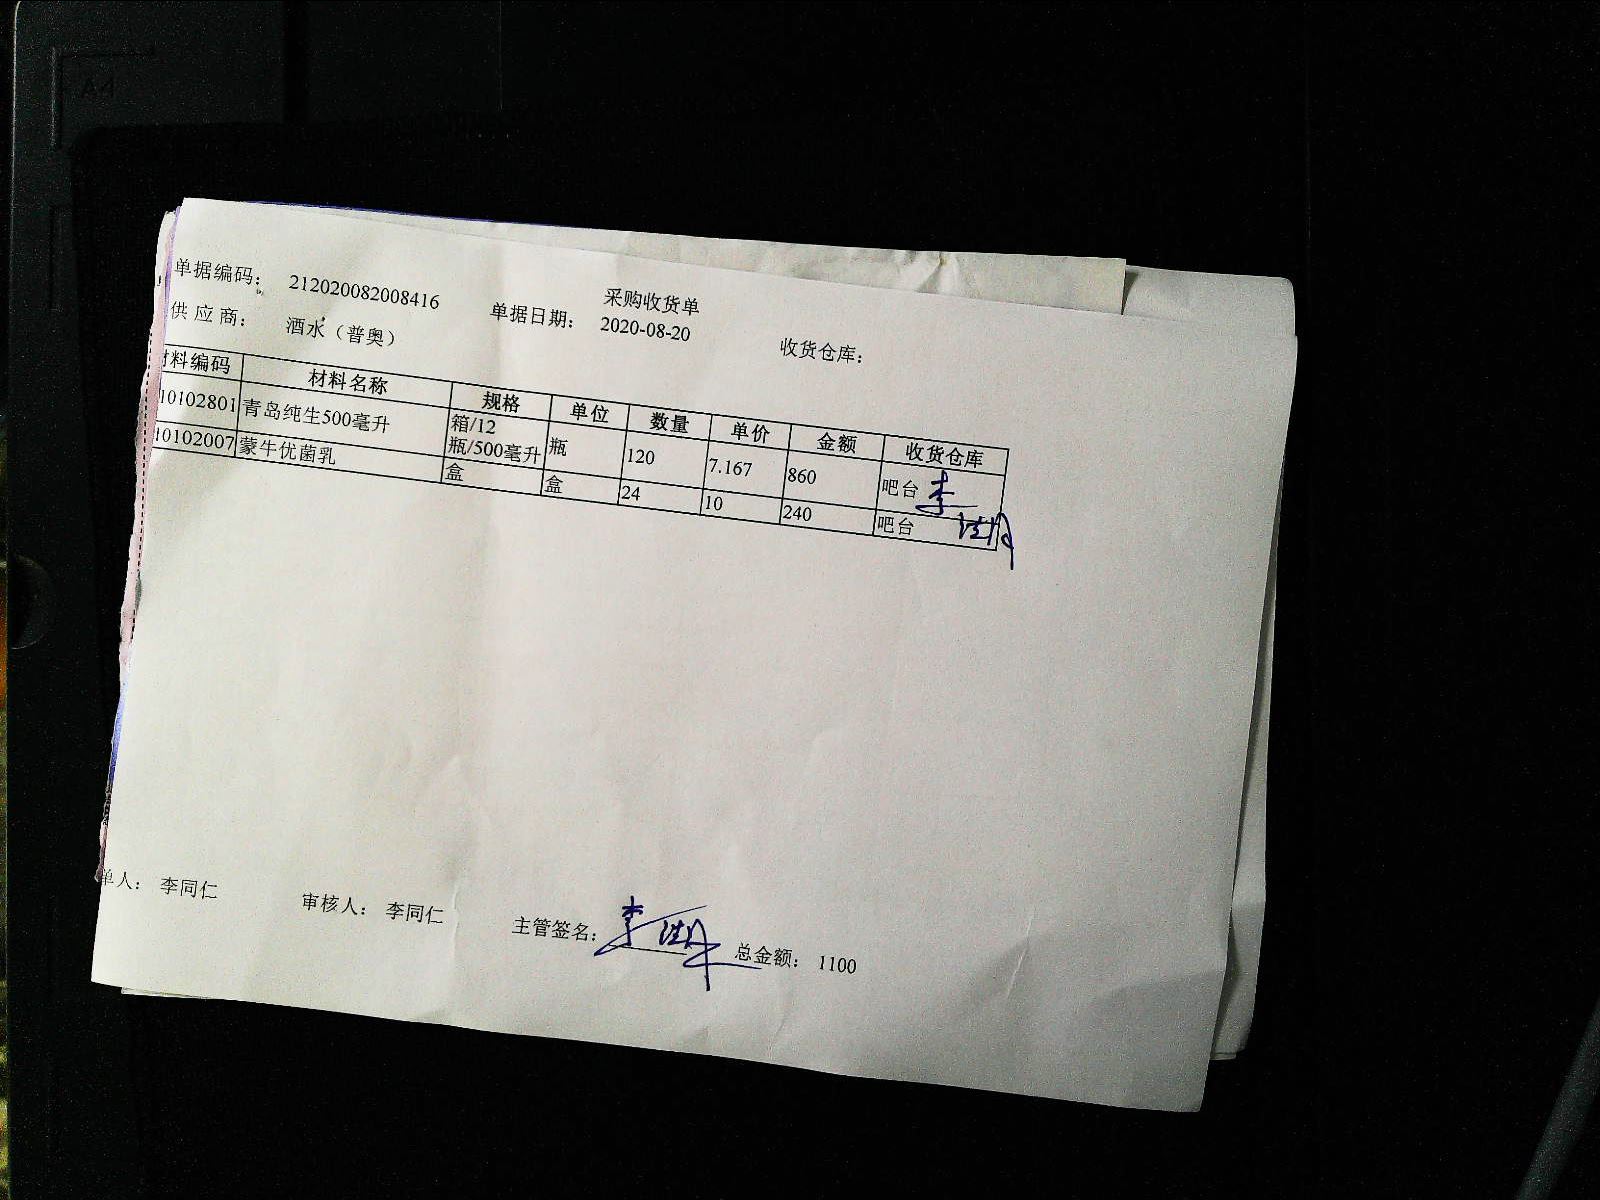 采购收货单
单据编码： 212020082008416 单据日期： 2020-08-20 收货仓库：
供应商： 酒水（普奥）
材料编码 材料名称 规格 单位 数量 单价 金额 收货仓库
10102801 青岛纯生500毫升 箱/12瓶/500毫升 瓶 120 7.167 860 吧台
10102007 蒙牛优菌乳 盒 盒 24 10 240 吧台
单人： 李同仁 审核人： 李同仁 主管签名： 总金额： 1100
A4